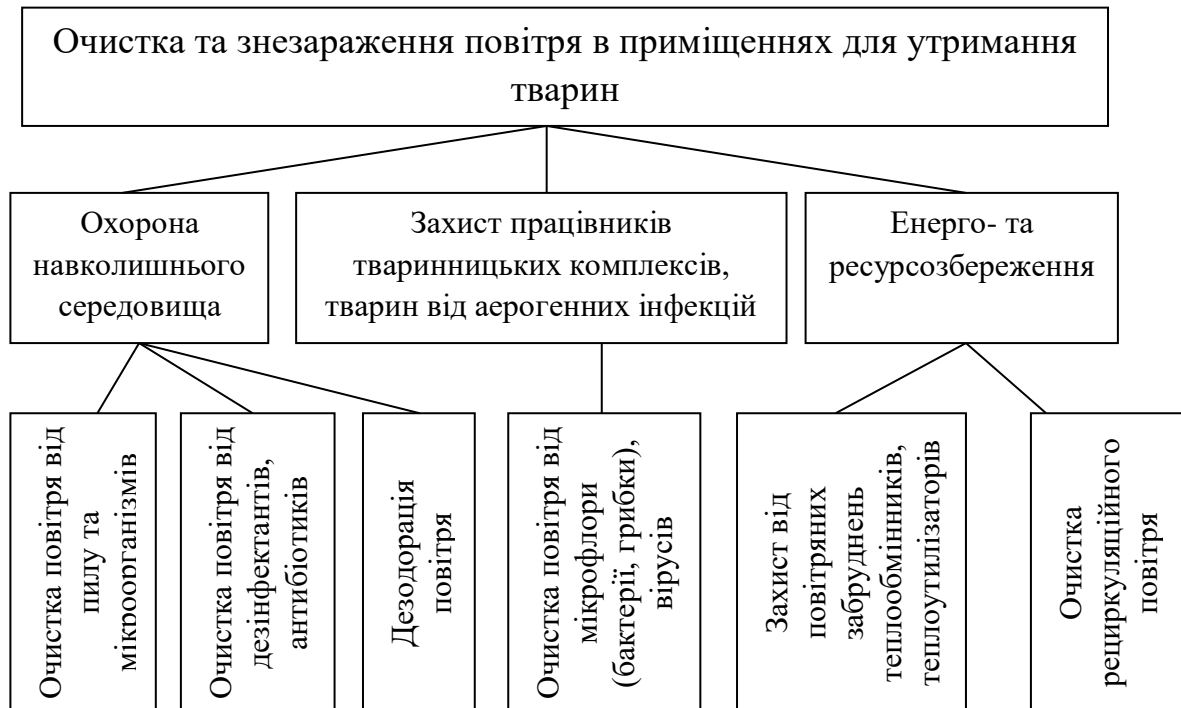 Очистка та знезараження повітря в приміщеннях для утримання
тварин
Охорона
навколишнього
середовища
Захист працівників
тваринницьких комплексів,
тварин від аерогенних інфекцій
Енерго- та
ресурсозбереження
Очистка повітря від
пилу та
мікроорганізмів
Очистка повітря від
дезінфектантів,
антибіотиків
Дезодорація
повітря
Очистка повітря від
мікрофлори
(бактерії, грибки),
вірусів
Захист від
повітряних
забруднень
теплообмінників,
теплоутилізаторів
Очистка
рециркуляційного
повітря